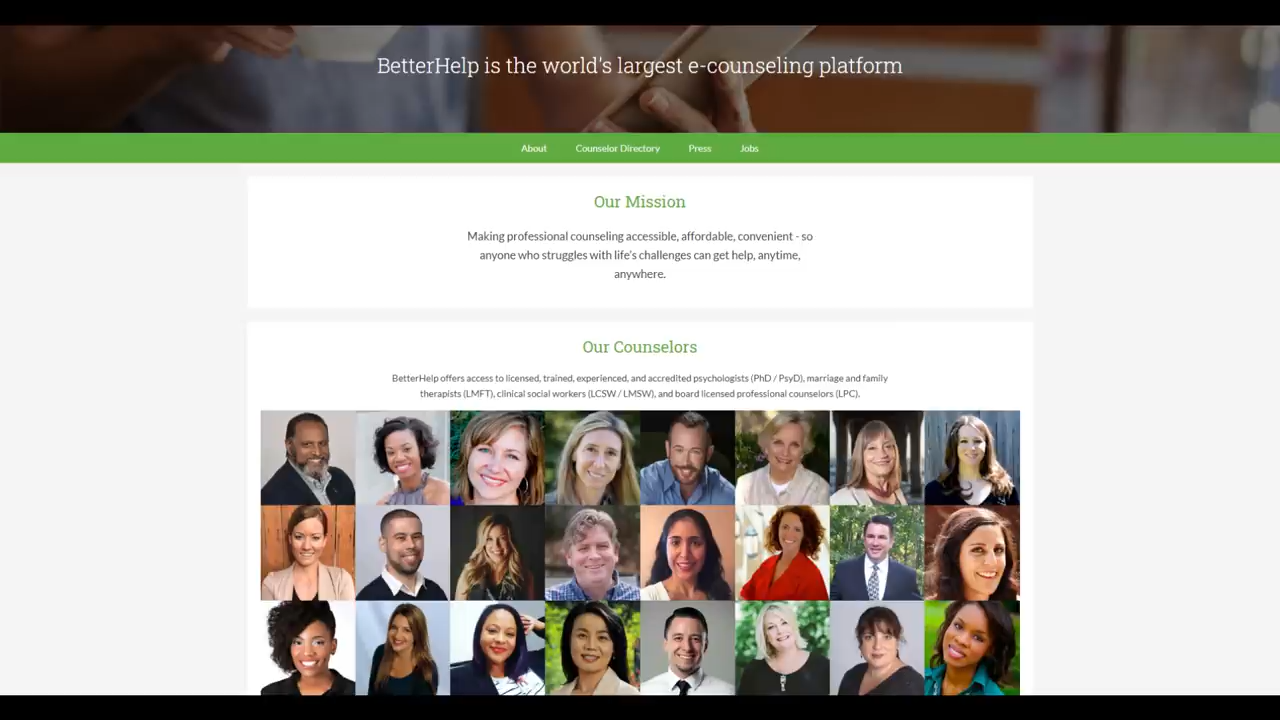 BetterHelp is the world's largest e-counseling platform
About Counselor Directory Press Jobs
Our Mission
Making professional counseling accessible, affordable, convenient - so
anyone who struggles with life's challenges can get help, anytime,
anywhere.
Our Counselors
BetterHelp offers access to licensed, trained, experienced, and accredited psychologists (PhD / PsyD), marriage and family
therapists (LMFT), clinical social workers (LCSW / LMSW), and board licensed professional counselors (LPC).